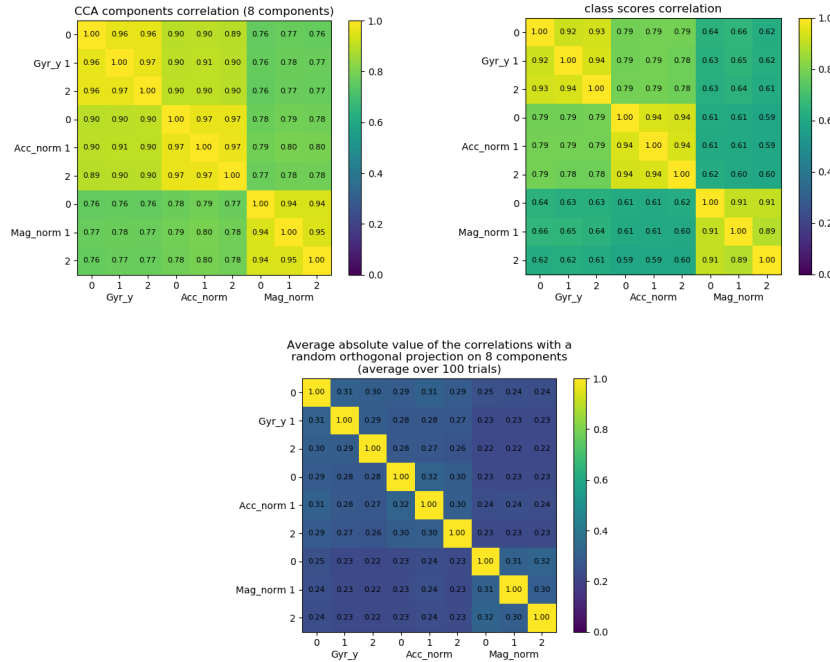 CCA components correlation (8 components)
0 1.00 0.96 0.96 0.90 0.90 0.89 0.76 0.77 0.76
Gyr_y 1 0.96 1.00 0.97 0.90 0.91 0.90 0.76 0.78 0.77
2 0.96 0.97 1.00 0.90 0.90 0.90 0.76 0.77 0.77
0 0.90 0.90 0.90 1.00 0.97 0.97 0.78 0.79 0.78
Acc_norm 1 0.90 0.91 0.90 0.97 1.00 0.97 0.79 0.80 0.80
2 0.89 0.90 0.90 0.97 0.97 1.00 0.77 0.78 0.78
0 0.76 0.76 0.76 0.78 0.79 0.77 1.00 0.94 0.94
Mag_norm 1 0.77 0.78 0.77 0.79 0.80 0.78 0.94 1.00 0.95
2 0.76 0.77 0.77 0.78 0.80 0.78 0.94 0.95 1.00
0 1 2 0 1 2 0 1 2
Gyr_y Acc_norm Mag_norm
1.0
0.8
0.6
0.4
0.2
0.0
class scores correlation
0 1.00 0.92 0.93 0.79 0.79 0.79 0.64 0.66 0.62
Gyr_y 1 0.92 1.00 0.94 0.79 0.79 0.78 0.63 0.65 0.62
2 0.93 0.94 1.00 0.79 0.79 0.78 0.63 0.64 0.61
0 0.79 0.79 0.79 1.00 0.94 0.94 0.61 0.61 0.59
Acc_norm 1 0.79 0.79 0.79 0.94 1.00 0.94 0.61 0.61 0.59
2 0.79 0.78 0.78 0.94 0.94 1.00 0.62 0.60 0.60
0 0.64 0.63 0.63 0.61 0.61 0.62 1.00 0.91 0.91
Mag_norm 1 0.66 0.65 0.64 0.61 0.61 0.60 0.91 1.00 0.89
2 0.62 0.62 0.61 0.59 0.59 0.60 0.91 0.89 1.00
0 1 2 0 1 2 0 1 2
Gyr_y Acc_norm Mag_norm
1.0
0.8
0.6
0.4
0.2
0.0
Average absolute value of the correlations with a
random orthogonal projection on 8 components
(average over 100 trials)
0 1.00 0.31 0.30 0.29 0.31 0.29 0.25 0.24 0.24
Gyr_y 1 0.31 1.00 0.29 0.28 0.28 0.27 0.23 0.23 0.23
2 0.30 0.29 1.00 0.28 0.27 0.26 0.22 0.22 0.22
0 0.29 0.28 0.28 1.00 0.32 0.30 0.23 0.23 0.23
Acc_norm 1 0.31 0.28 0.27 0.32 1.00 0.30 0.24 0.24 0.24
2 0.29 0.27 0.26 0.30 0.30 1.00 0.23 0.23 0.23
0 0.25 0.23 0.22 0.23 0.24 0.23 1.00 0.31 0.32
Mag_norm 1 0.24 0.23 0.22 0.23 0.24 0.23 0.31 1.00 0.30
2 0.24 0.23 0.22 0.23 0.24 0.23 0.32 0.30 1.00
0 1 2 0 1 2 0 1 2
Gyr_y Acc_norm Mag_norm
1.0
0.8
0.6
0.4
0.2
0.0